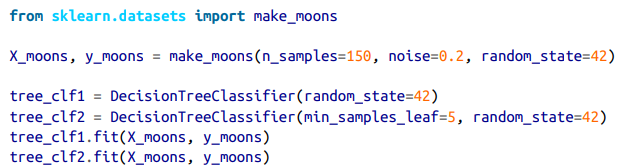 from sklearn.datasets import make_moons
X_moons, y_moons = make_moons(n_samples=150, noise=0.2, random_state=42)
tree_clf1 = DecisionTreeClassifier(random_state=42)
tree_clf2 = DecisionTreeClassifier(min_samples_leaf=5, random_state=42)
tree_clf1.fit(X_moons, y_moons)
tree_clf2.fit(X_moons, y_moons)